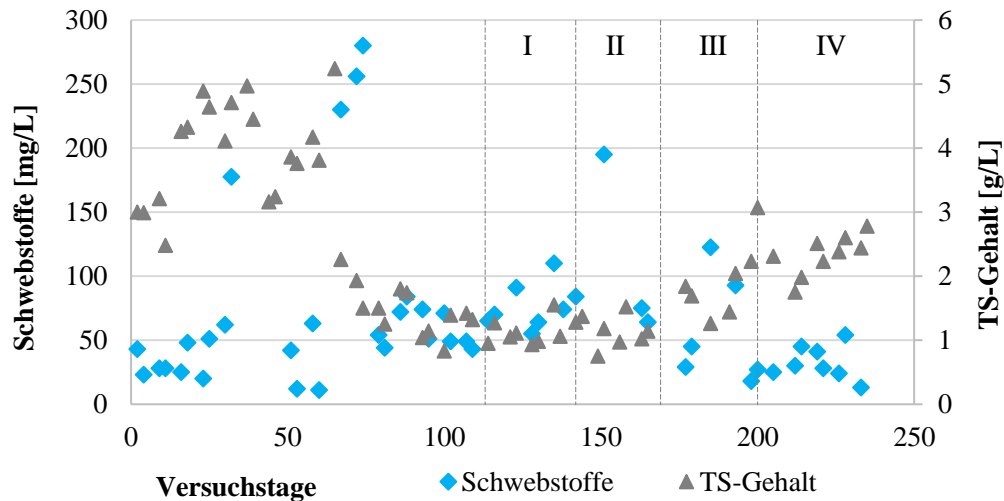 300 6
250 5
200 4
150 3
100 2
50 1
0 0
I II III IV
Schwebstoffe [mg/L]
TS-Gehalt [g/L]
0 50 100 150 200 250
Versuchstage Schwebstoffe TS-Gehalt